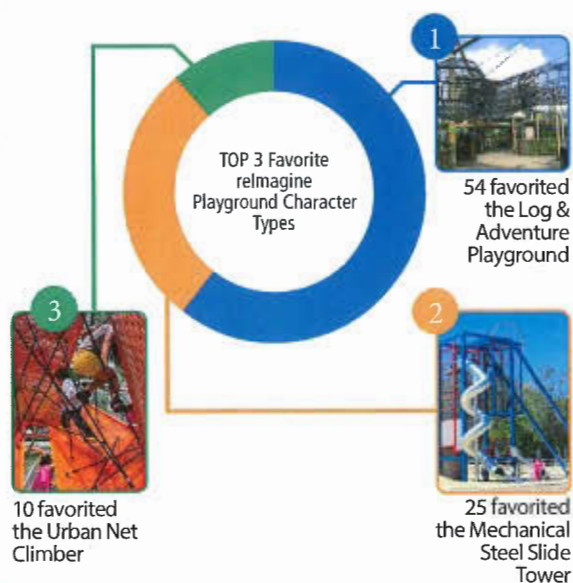 TOP 3 Favorite
reImagine
Playground Character
Types
1
54 favorited
the Log &
Adventure
Playground
2
25 favorited
the Mechanical
Steel Slide
Tower
3
10 favorited
the Urban Net
Climber